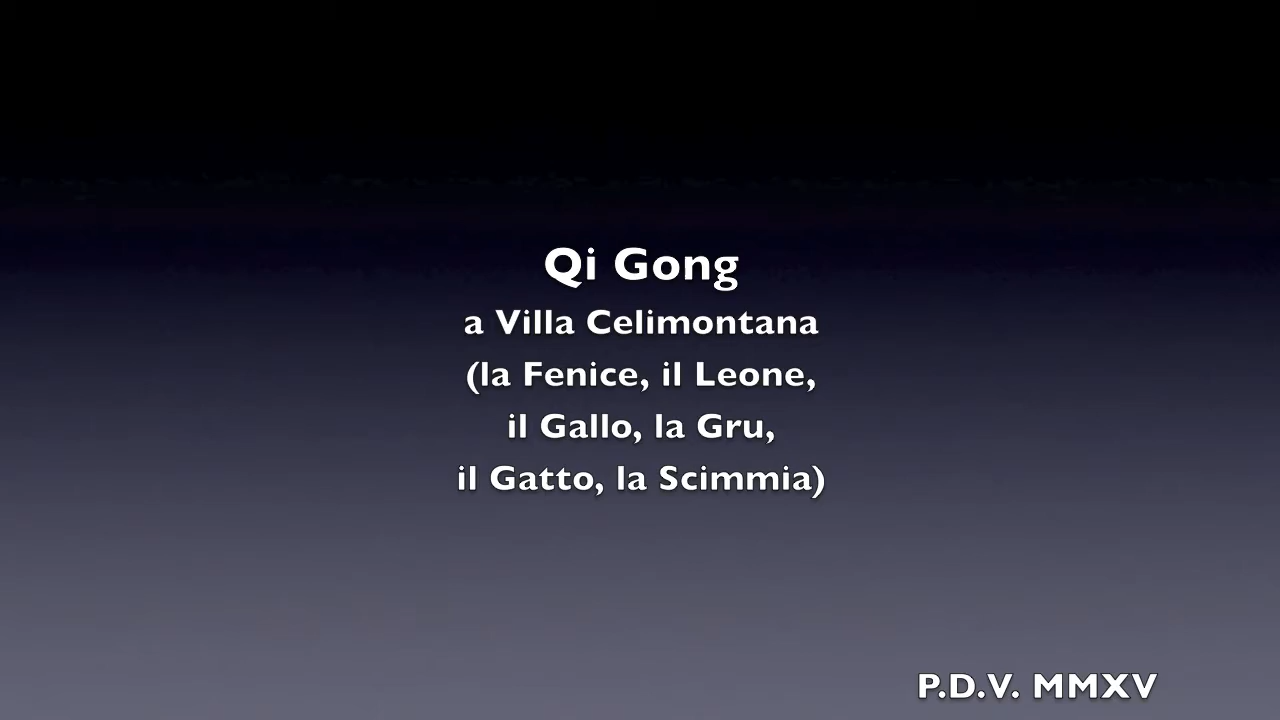 Qi Gong
a Villa Celimontana
(la Fenice, il Leone,
il Gallo, la Gru,
il Gatto, la Scimmia)
P.D.V. MMXV